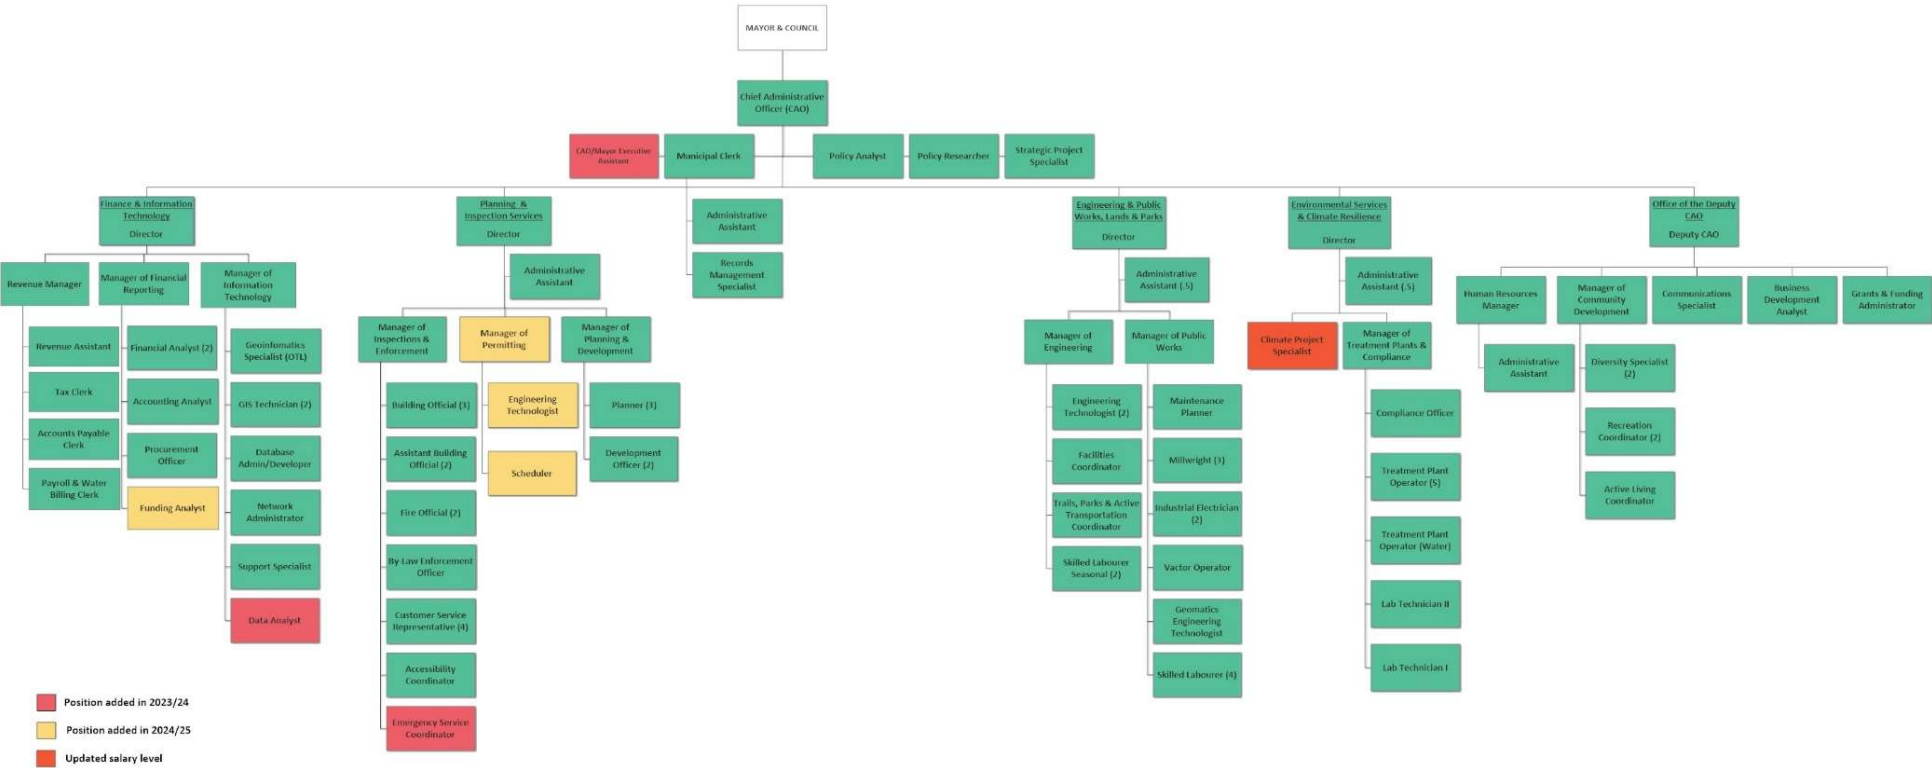 MAYOR & COUNCIL
Chief Administrative
Officer (CAO)
CAO/Mayor Executive
Assistant
Municipal Clerk
Policy Analyst
Policy Researcher
Strategic Project
Specialist
Administrative
Assistant
Records
Management
Specialist
Finance & Information
Technology
Director
Revenue Manager
Revenue Assistant
Tax Clerk
Accounts Payable
Clerk
Payroll & Water
Billing Clerk
Manager of Financial
Reporting
Financial Analyst (2)
Accounting Analyst
Procurement
Officer
Funding Analyst
Manager of
Information
Technology
Geoinfomatics
Specialist (OTL)
GIS Technician (2)
Database
Admin/Developer
Network
Administrator
Support Specialist
Data Analyst
Planning &
Inspection Services
Director
Administrative
Assistant
Manager of
Inspections &
Enforcement
Building Official (3)
Assistant Building
Official (2)
Fire Official (2)
By-Law Enforcement
Officer
Customer Service
Representative (4)
Accessibility
Coordinator
Emergency Service
Coordinator
Manager of
Permitting
Engineering
Technologist
Scheduler
Manager of
Planning &
Development
Planner (3)
Development
Officer (2)
Engineering & Public
Works, Lands & Parks
Director
Administrative
Assistant (.5)
Manager of
Engineering
Engineering
Technologist (2)
Facilities
Coordinator
Trails, Parks & Active
Transportation
Coordinator
Skilled Labourer
Seasonal (2)
Manager of Public
Works
Maintenance
Planner
Millwright (3)
Industrial Electrician
(2)
Vactor Operator
Geomatics
Engineering
Technologist
Skilled Labourer (4)
Environmental Services
& Climate Resilience
Director
Administrative
Assistant (.5)
Climate Project
Specialist
Manager of
Treatment Plants &
Compliance
Compliance Officer
Treatment Plant
Operator (5)
Treatment Plant
Operator (Water)
Lab Technician II
Lab Technician I
Office of the Deputy
CAO
Deputy CAO
Human Resources
Manager
Administrative
Assistant
Manager of
Community
Development
Diversity Specialist
(2)
Recreation
Coordinator (2)
Active Living
Coordinator
Communications
Specialist
Business
Development
Analyst
Grants & Funding
Administrator
Position added in 2023/24
Position added in 2024/25
Updated salary level